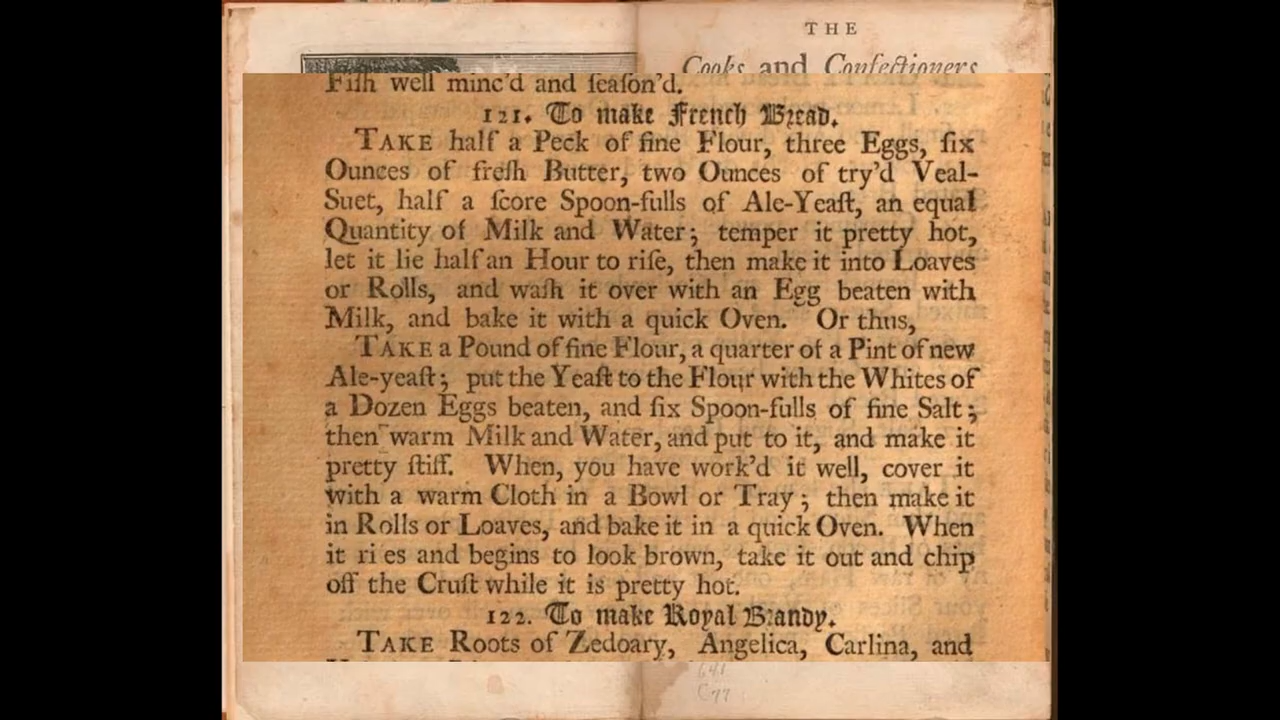 THE
Cooks and Confectioners
Fiſh well minc'd and ſeaſon'd.
121. To make French Bread.
TAKE half a Peck of fine Flour, three Eggs, ſix
Ounces of freſh Butter, two Ounces of try'd Veal-
Suet, half a ſcore Spoon-fulls of Ale-Yeaſt, an equal
Quantity of Milk and Water; temper it pretty hot,
let it lie half an Hour to riſe, then make it into Loaves
or Rolls, and waſh it over with an Egg beaten with
Milk, and bake it with a quick Oven. Or thus,
TAKE a Pound of fine Flour, a quarter of a Pint of new
Ale-yeaſt; put the Yeaſt to the Flour with the Whites of
a Dozen Eggs beaten, and ſix Spoon-fulls of fine Salt;
then warm Milk and Water, and put to it, and make it
pretty ſtiff. When, you have work'd it well, cover it
with a warm Cloth in a Bowl or Tray; then make it
in Rolls or Loaves, and bake it in a quick Oven. When
it ri es and begins to look brown, take it out and chip
off the Cruſt while it is pretty hot.
122. To make Royal Brandy.
TAKE Roots of Zedoary, Angelica, Carlina, and
641
C77